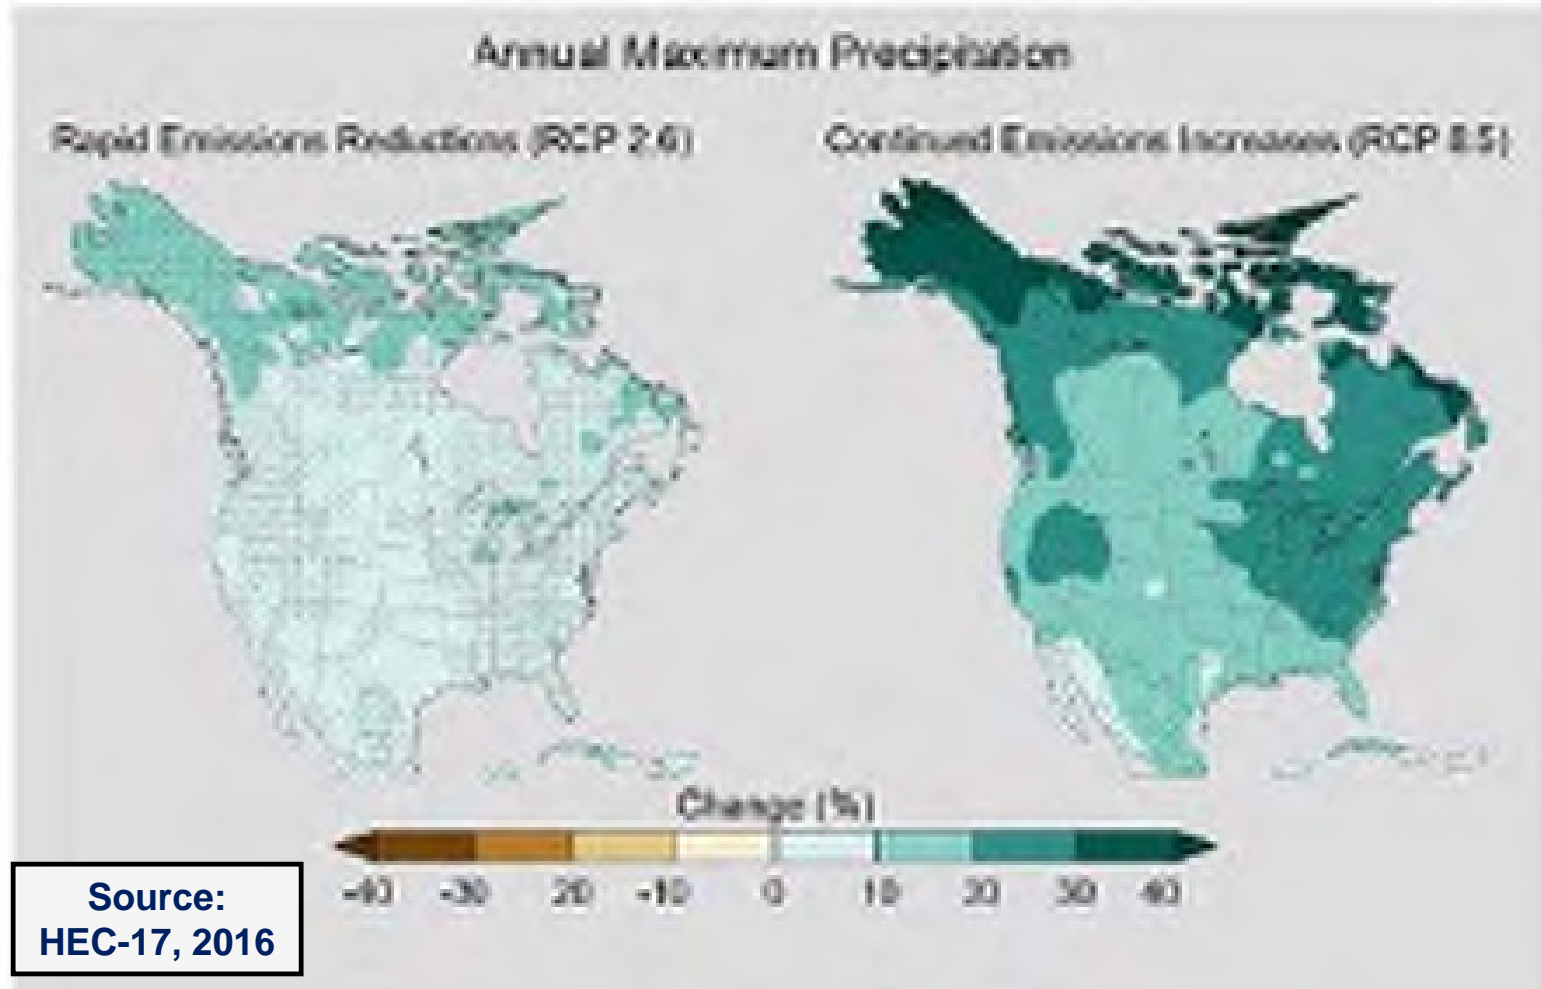 Annual Maximum Precipitation
Rapid Emissions Reductions (RCP 2.6)
Continued Emissions Increases (RCP 8.5)
Change (%)
-40 -30 20 -10 0 10 20 30 40
Source:
HEC-17, 2016